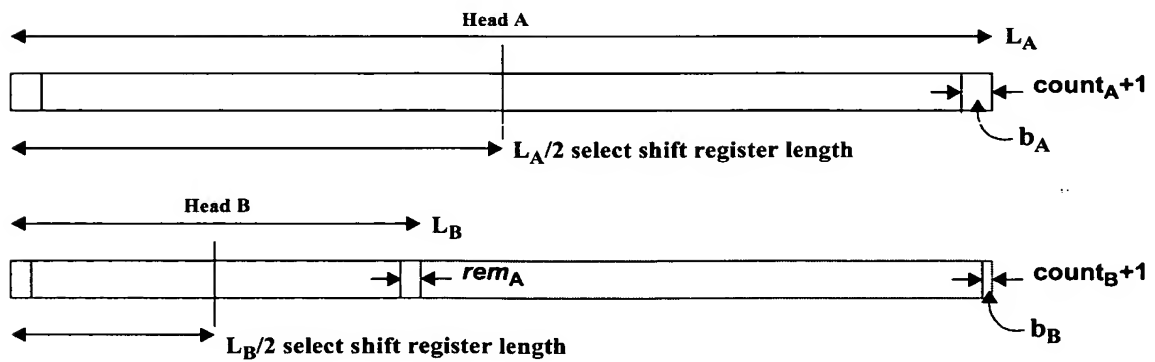 Head A
L_A
count_A+1
b_A
L_A/2 select shift register length
Head B
L_B
rem_A
count_B+1
b_B
L_B/2 select shift register length